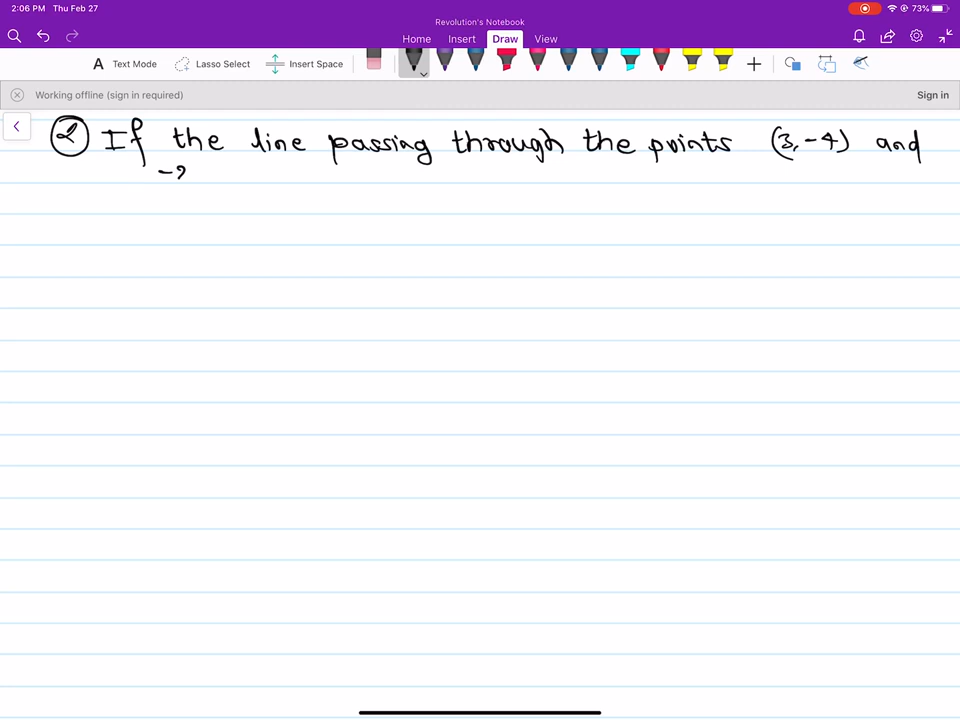 2:06 PM Thu Feb 27
73%
Revolution's Notebook
Home Insert Draw View
A Text Mode Lasso Select Insert Space
Working offline (sign in required) Sign in
② If the line passing through the points (3, -4) and
-2